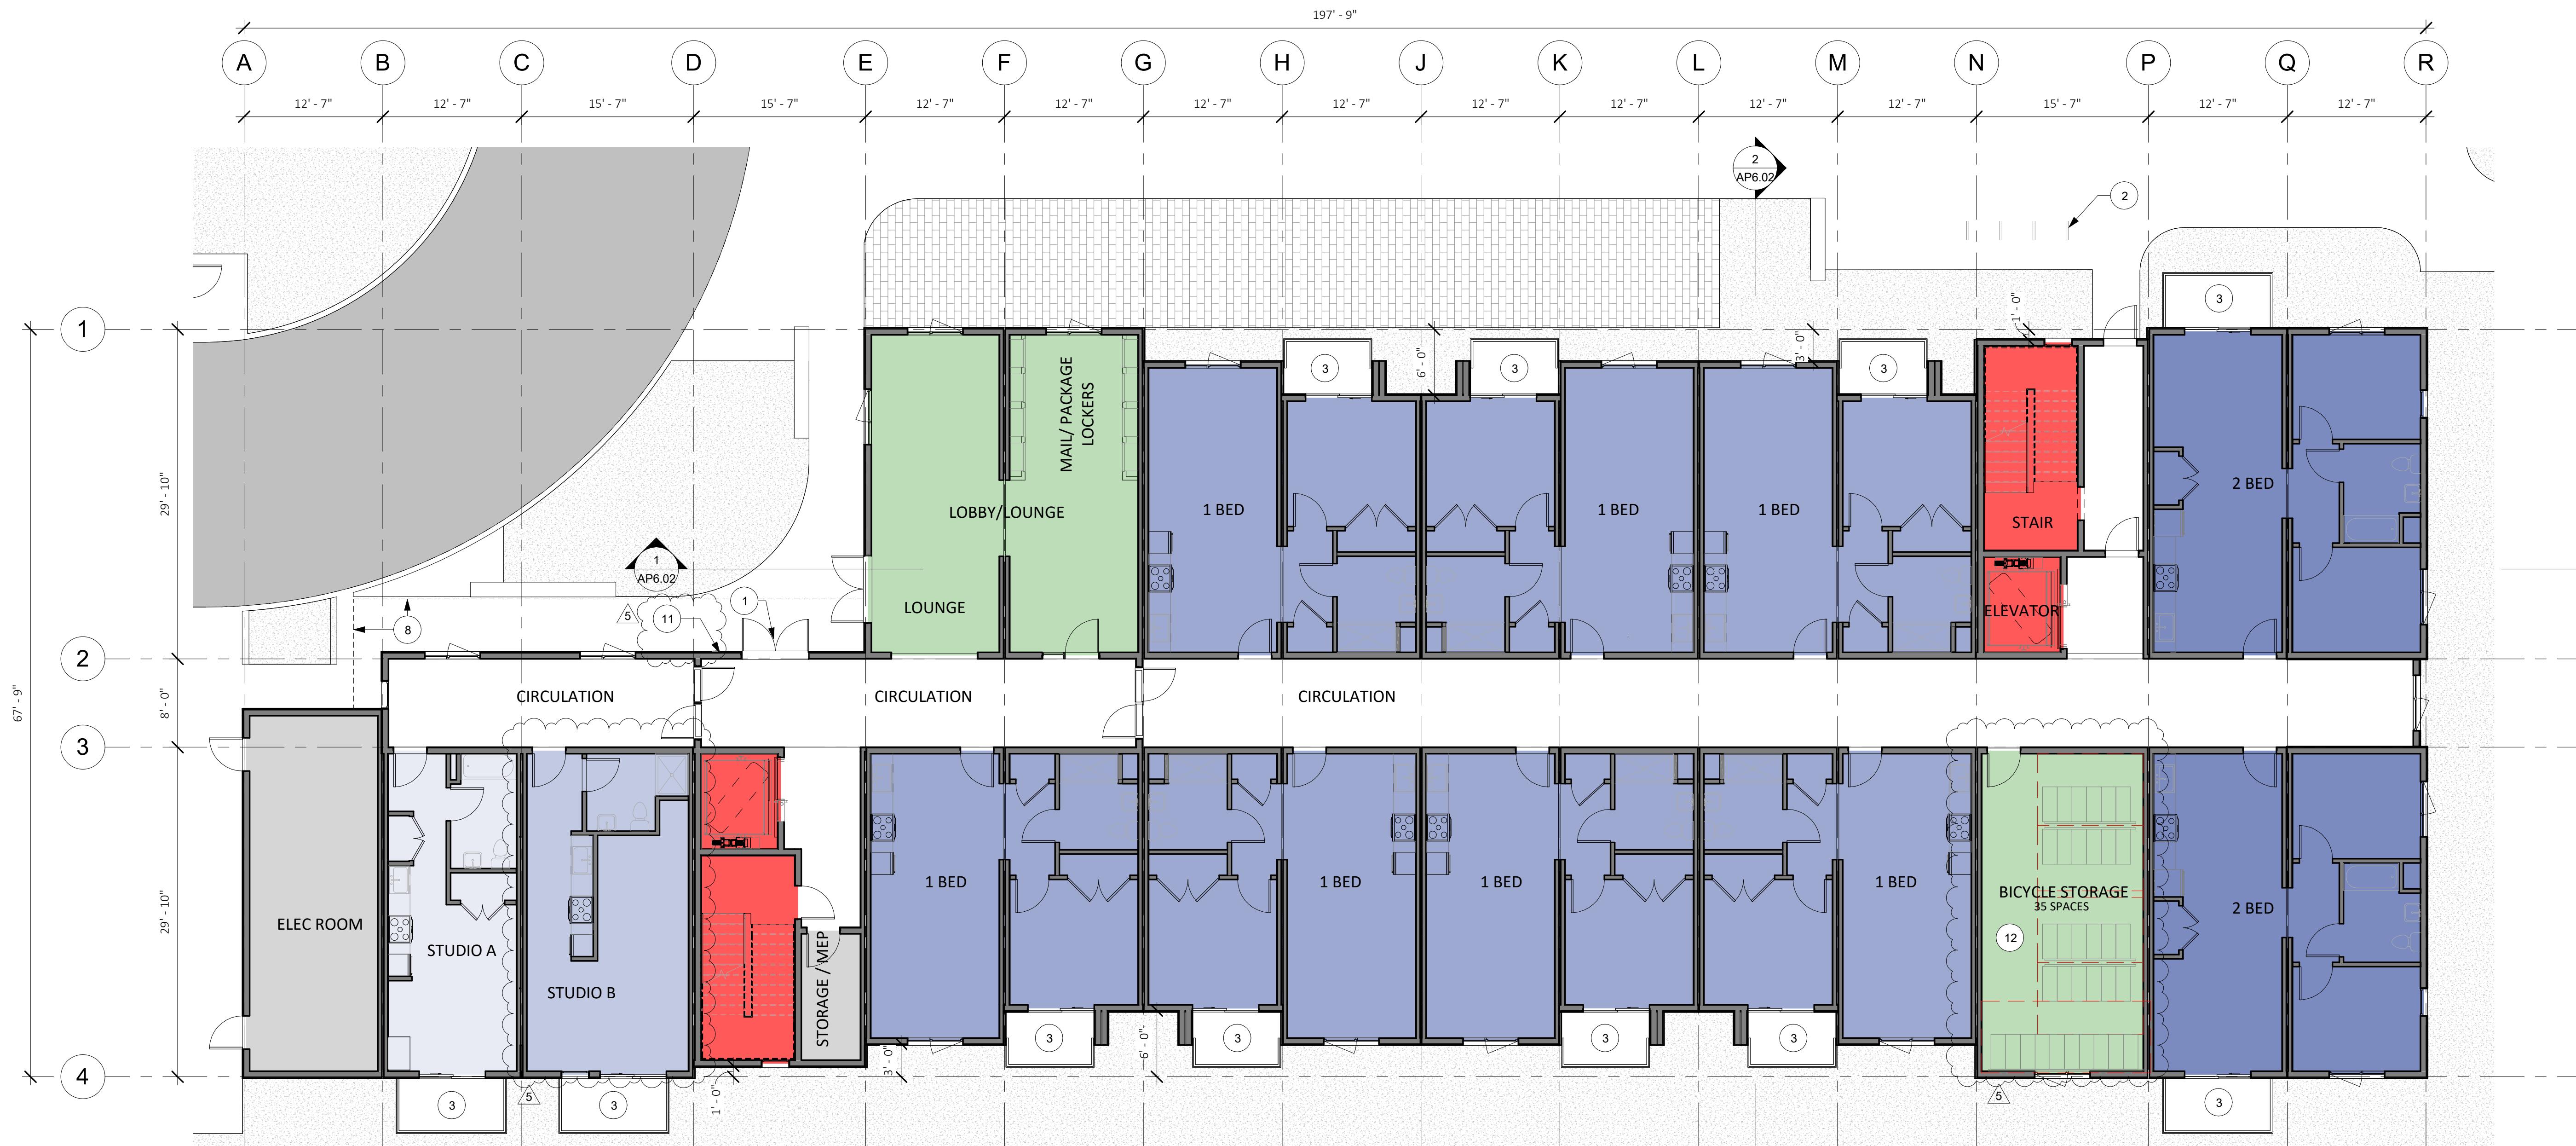 197' - 9"
A
B
C
D
E
F
G
H
J
K
L
M
N
P
Q
R
12' - 7"
12' - 7"
15' - 7"
15' - 7"
12' - 7"
12' - 7"
12' - 7"
12' - 7"
12' - 7"
12' - 7"
12' - 7"
12' - 7"
15' - 7"
12' - 7"
12' - 7"
2
AP6.02
2
3
1
1' - 0"
6' - 0"
3' - 0"
3
3
3
MAIL/ PACKAGE
LOCKERS
29' - 10"
LOBBY/LOUNGE
1 BED
1 BED
1 BED
STAIR
2 BED
1
AP6.02
LOUNGE
ELEVATOR
5
11
1
8
2
67' - 9"
8' - 0"
CIRCULATION
CIRCULATION
CIRCULATION
3
29' - 10"
ELEC ROOM
STUDIO A
STUDIO B
STORAGE / MEP
1 BED
1 BED
1 BED
1 BED
BICYCLE STORAGE
35 SPACES
12
2 BED
3
3
3
3
3' - 0"
6' - 0"
4
1' - 0"
3
5
3
5
3